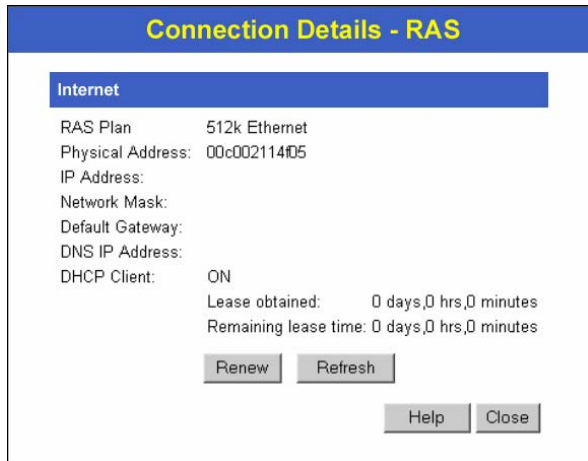 Connection Details - RAS
Internet
RAS Plan 512k Ethernet
Physical Address: 00c002114f05
IP Address:
Network Mask:
Default Gateway:
DNS IP Address:
DHCP Client: ON
Lease obtained: 0 days,0 hrs,0 minutes
Remaining lease time: 0 days,0 hrs,0 minutes
Renew Refresh
Help Close